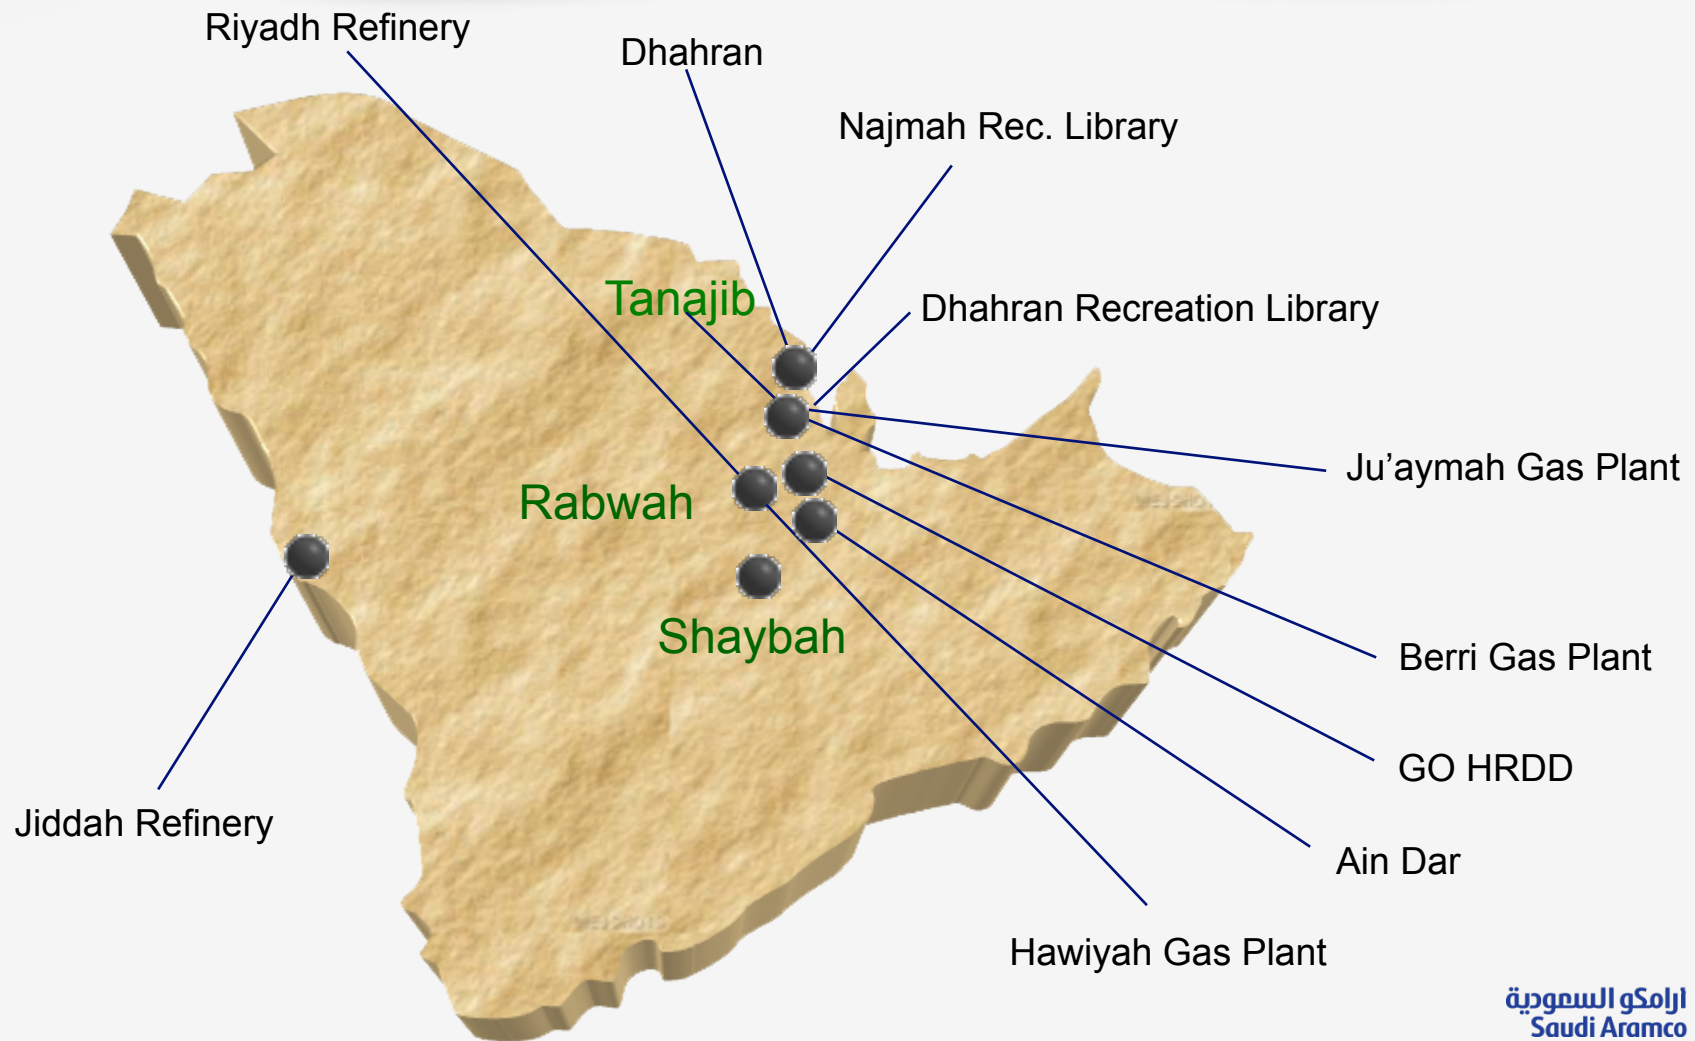 Riyadh Refinery
Dhahran
Najmah Rec. Library
Tanajib
Dhahran Recreation Library
Ju’aymah Gas Plant
Rabwah
Shaybah
Berri Gas Plant
GO HRDD
Jiddah Refinery
Ain Dar
Hawiyah Gas Plant
ارامكو السعودية
Saudi Aramco